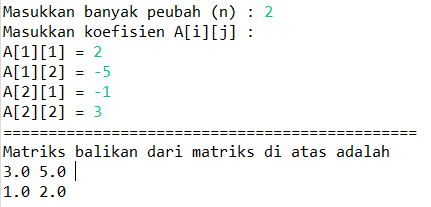 Masukkan banyak peubah (n) : 2
Masukkan koefisien A[i][j] :
A[1][1] = 2
A[1][2] = -5
A[2][1] = -1
A[2][2] = 3
==============================================
Matriks balikan dari matriks di atas adalah
3.0 5.0
1.0 2.0